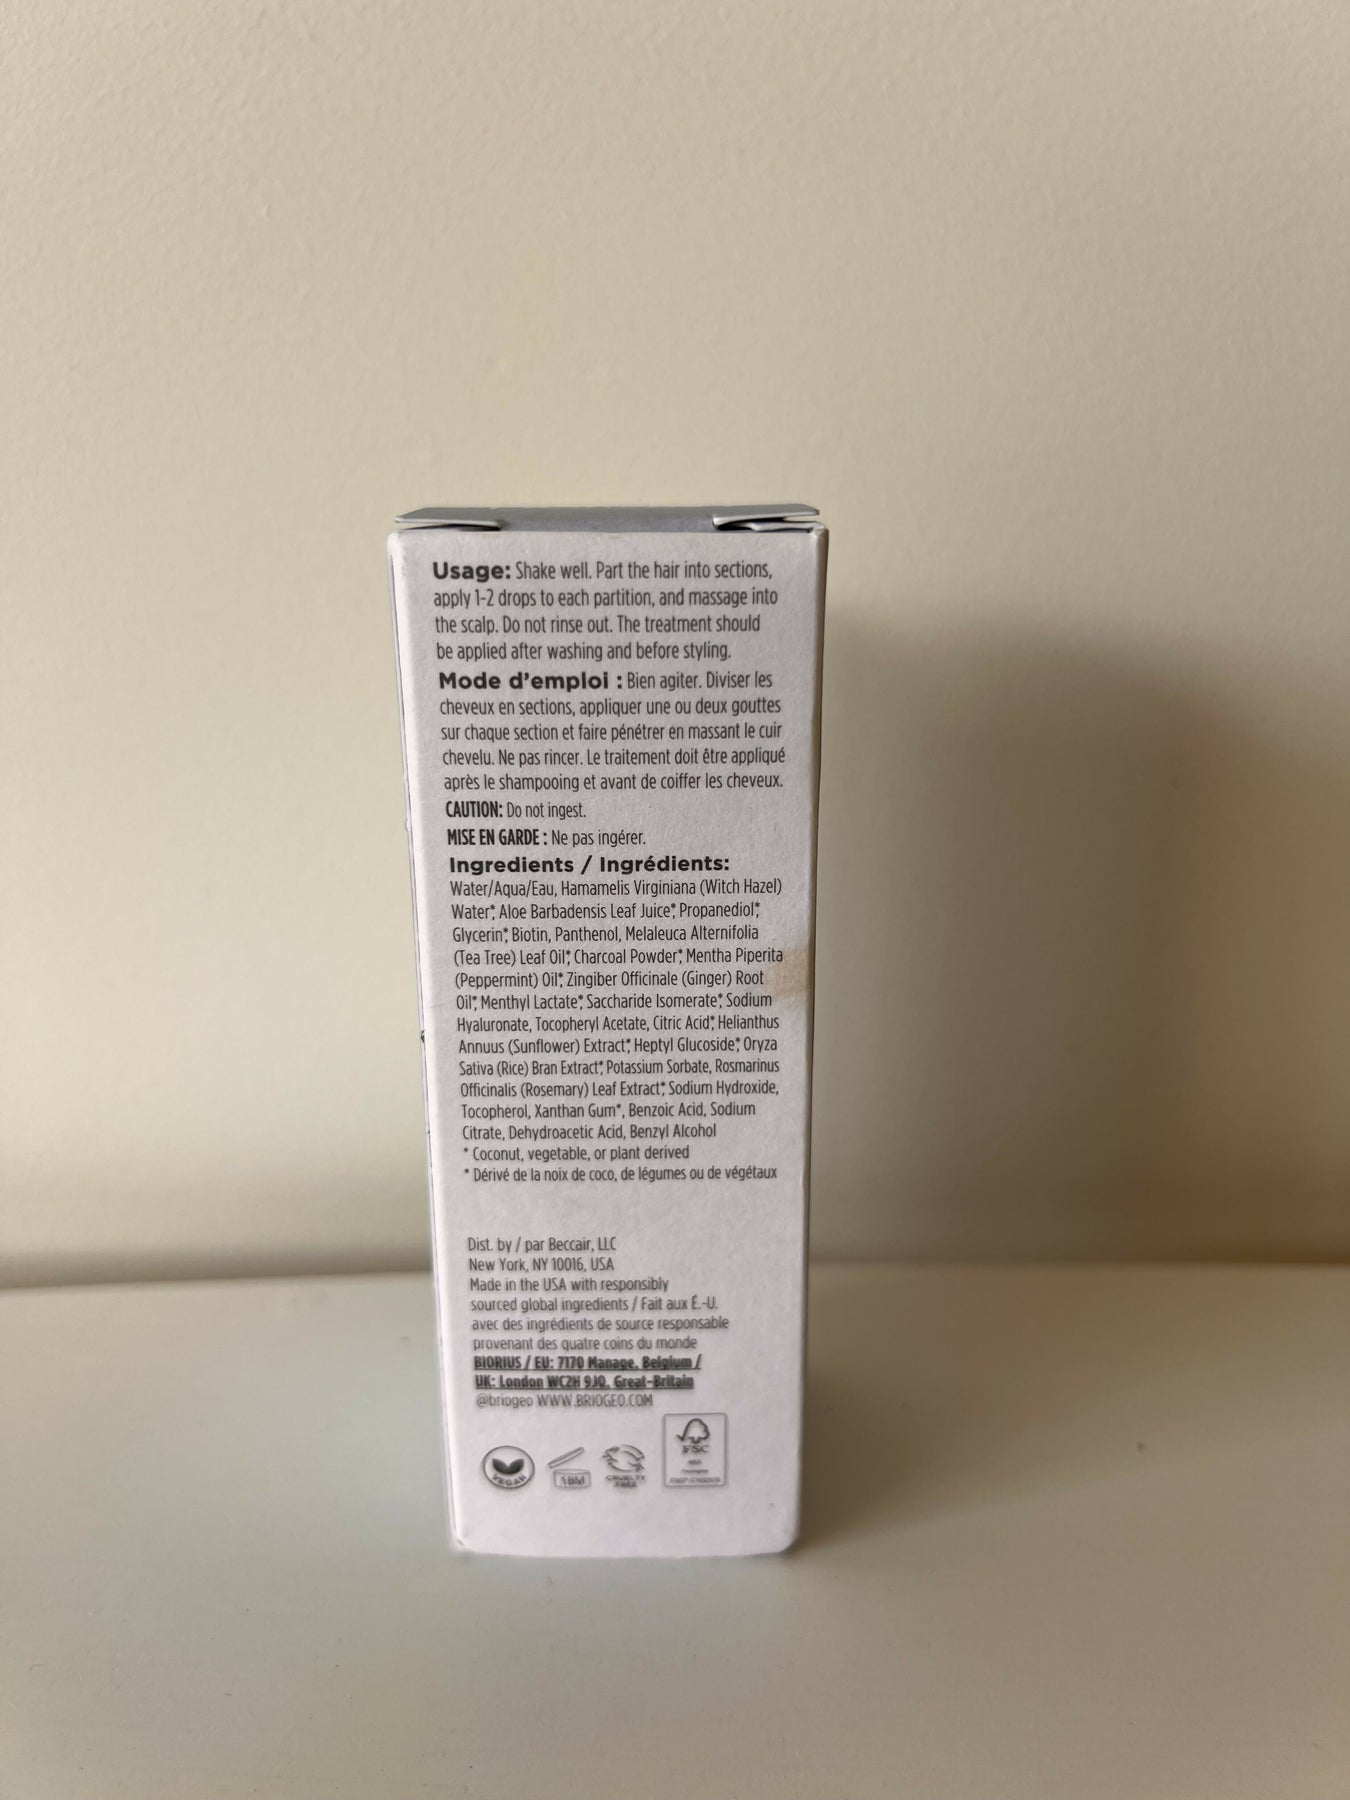 Usage: Shake well. Part the hair into sections,
apply 1-2 drops to each partition, and massage into
the scalp. Do not rinse out. The treatment should
be applied after washing and before styling.
Mode d'emploi : Bien agiter. Diviser les
cheveux en sections, appliquer une ou deux gouttes
sur chaque section et faire pénétrer en massant le cuir
chevelu. Ne pas rincer. Le traitement doit être appliqué
après le shampooing et avant de coiffer les cheveux.
CAUTION: Do not ingest.
MISE EN GARDE : Ne pas ingérer.
Ingredients / Ingrédients:
Water/Aqua/Eau, Hamamelis Virginiana (Witch Hazel)
Water*, Aloe Barbadensis Leaf Juice*, Propanediol*,
Glycerin*, Biotin, Panthenol, Melaleuca Alternifolia
(Tea Tree) Leaf Oil*, Charcoal Powder*, Mentha Piperita
(Peppermint) Oil*, Zingiber Officinale (Ginger) Root
Oil*, Menthyl Lactate*, Saccharide Isomerate*, Sodium
Hyaluronate, Tocopheryl Acetate, Citric Acid*, Helianthus
Annuus (Sunflower) Extract*, Heptyl Glucoside*, Oryza
Sativa (Rice) Bran Extract*, Potassium Sorbate, Rosmarinus
Officinalis (Rosemary) Leaf Extract*, Sodium Hydroxide,
Tocopherol, Xanthan Gum*, Benzoic Acid, Sodium
Citrate, Dehydroacetic Acid, Benzyl Alcohol
* Coconut, vegetable, or plant derived
* Dérivé de la noix de coco, de légumes ou de végétaux
Dist. by / par Beccair, LLC
New York, NY 10016, USA
Made in the USA with responsibly
sourced global ingredients / Fait aux É.-U.
avec des ingrédients de source responsable
provenant des quatre coins du monde
BIORIUS / EU: 7170 Manage, Belgium /
UK: London WC2H 9JQ, Great-Britain
@briogeo WWW.BRIOGEO.COM
VEGAN
18M
CRUELTY
FREE
FSC
MIX